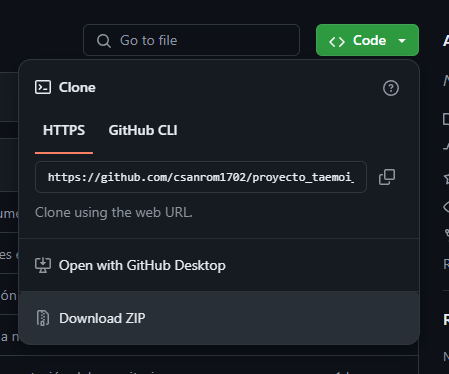 Go to file
Code
Clone
HTTPS
GitHub CLI
https://github.com/csanrom1702/proyecto_taemoi_
Clone using the web URL.
Open with GitHub Desktop
Download ZIP